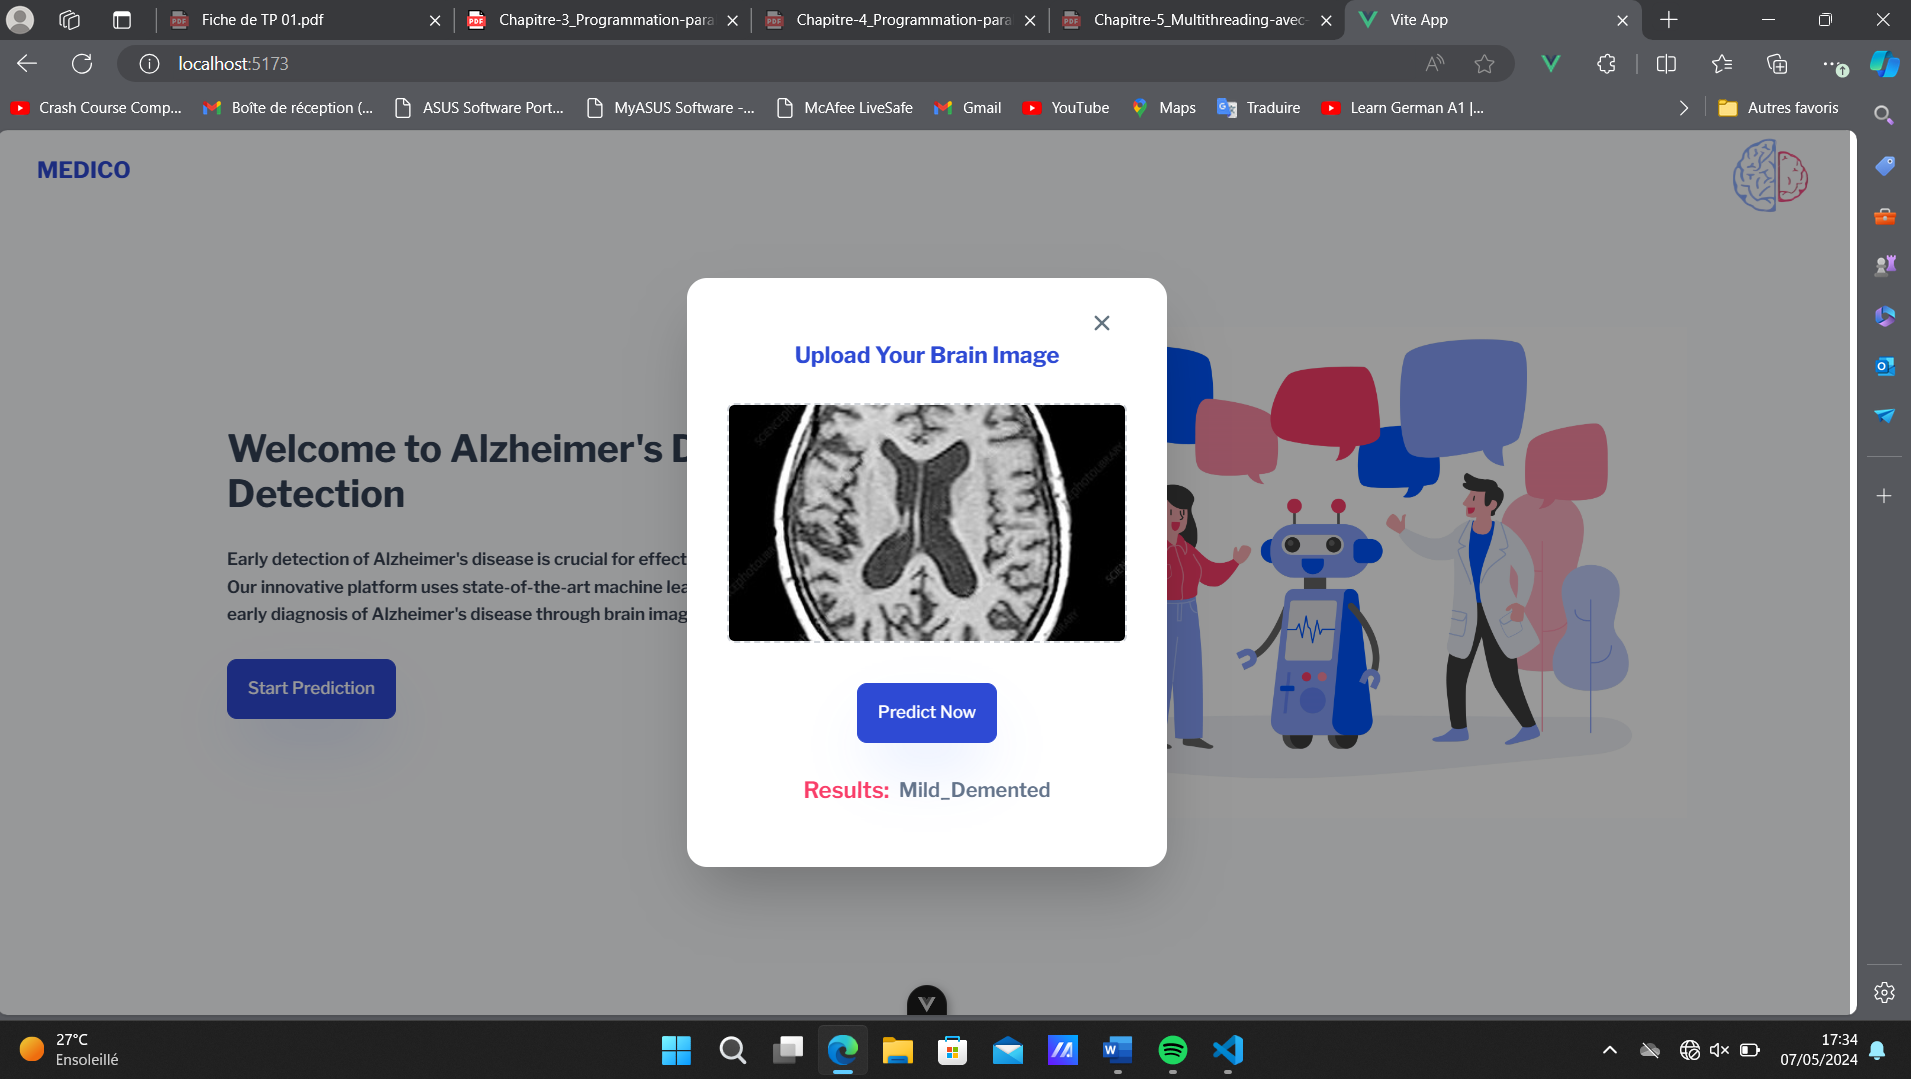 Fiche de TP 01.pdf
Chapitre-3_Programmation-para
Chapitre-4_Programmation-para
Chapitre-5_Multithreading-avec-
Vite App
localhost:5173
Crash Course Comp...
Boîte de réception (...
ASUS Software Port...
MyASUS Software -...
McAfee LiveSafe
Gmail
YouTube
Maps
Traduire
Learn German A1 |...
Autres favoris
MEDICO
Upload Your Brain Image
Welcome to Alzheimer's D
Detection
Early detection of Alzheimer's disease is crucial for effect
Our innovative platform uses state-of-the-art machine lea
early diagnosis of Alzheimer's disease through brain imag
Start Prediction
Predict Now
Results: Mild_Demented
27°C
Ensoleillé
17:34
07/05/2024